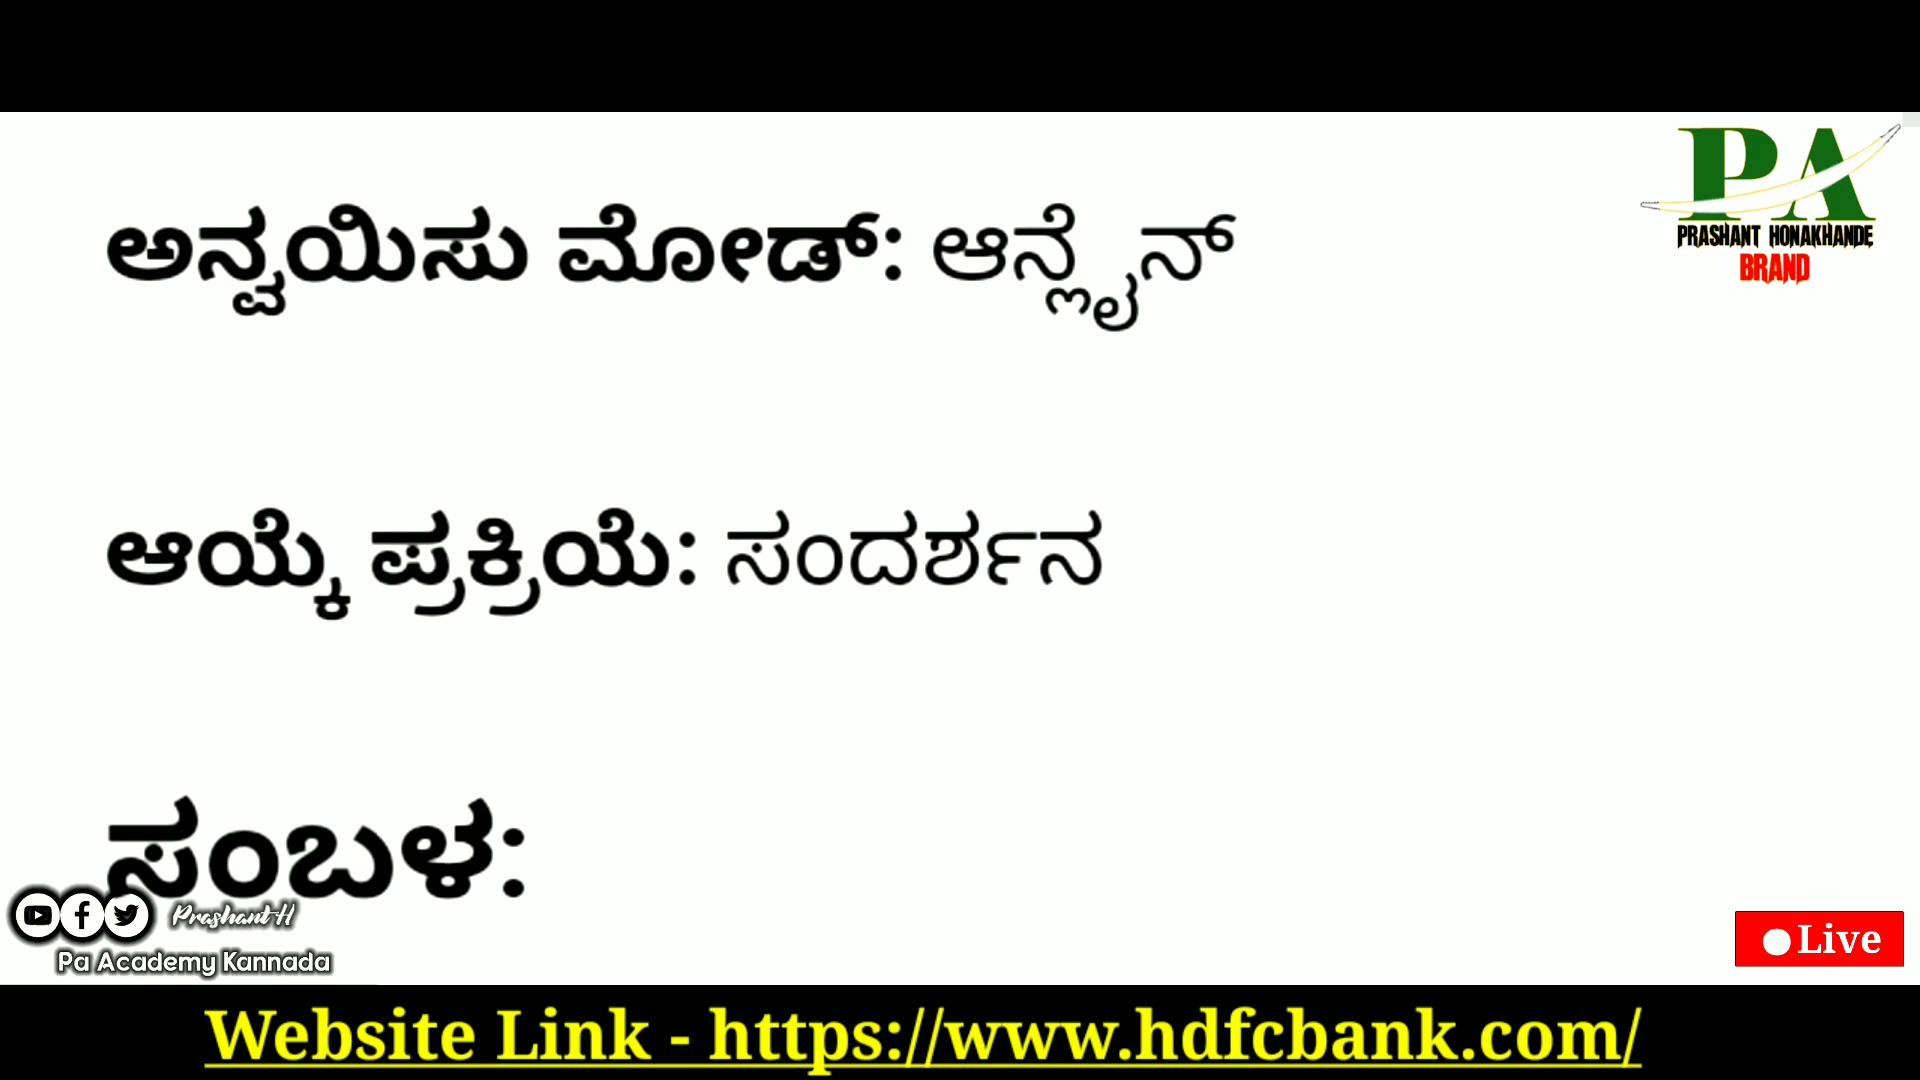 PA
PRASHANT HONAKHANDE
BRAND
ಅನ್ವಯಿಸು ಮೋಡ್: ಆನ್ಲೈನ್
ಆಯ್ಕೆ ಪ್ರಕ್ರಿಯೆ: ಸಂದರ್ಶನ
ಸಂಬಳ:
Prashant H
Pa Academy Kannada
Live
Website Link - https://www.hdfcbank.com/